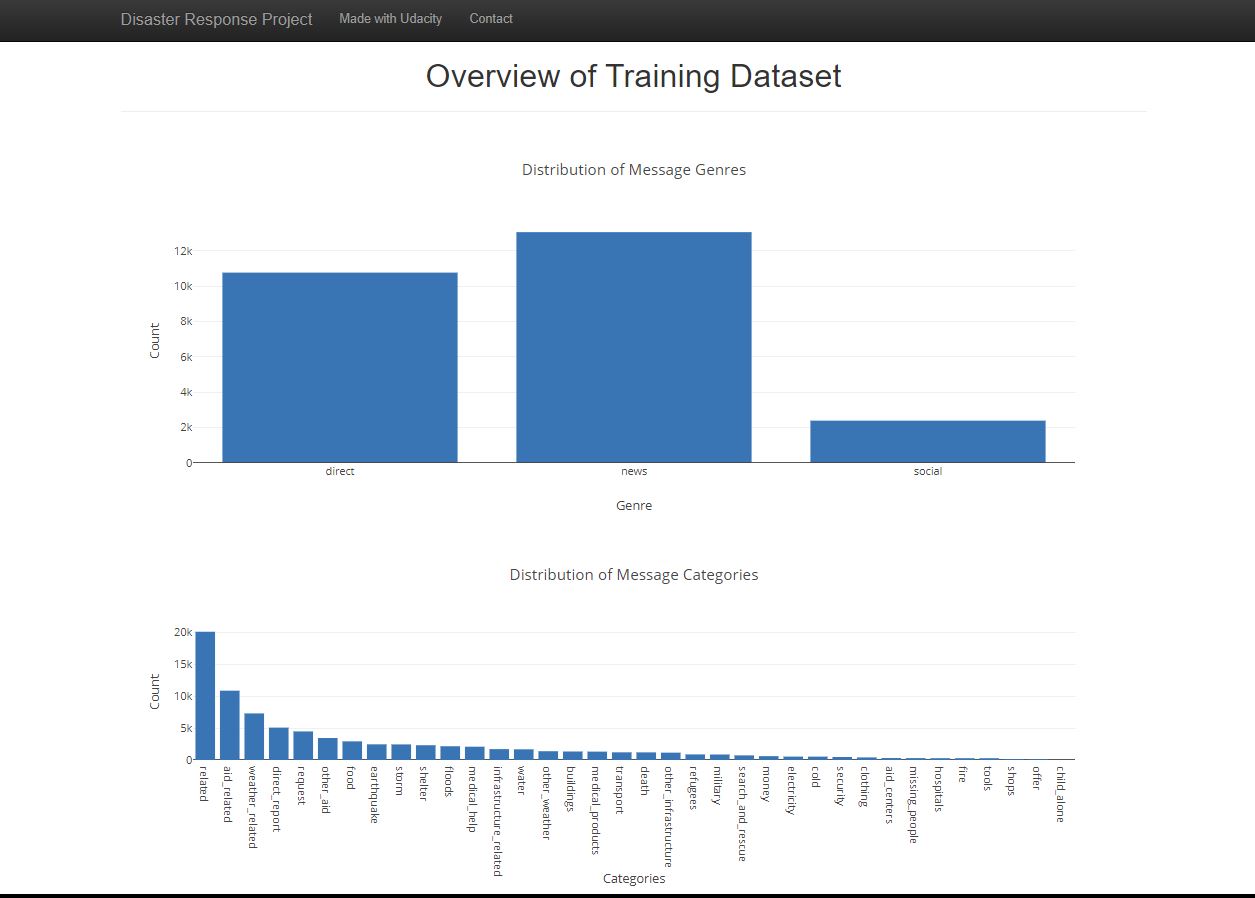 Disaster Response Project Made with Udacity Contact
Overview of Training Dataset
Distribution of Message Genres
12k
10k
8k
6k
4k
2k
0
Count
direct news social
Genre
Distribution of Message Categories
20k
15k
10k
5k
0
Count
related
aid_related
weather_related
direct_report
request
other_aid
food
earthquake
storm
shelter
floods
medical_help
infrastructure_related
water
other_weather
buildings
medical_products
transport
death
other_infrastructure
refugees
military
search_and_rescue
money
electricity
cold
security
clothing
aid_centers
missing_people
hospitals
fire
tools
shops
offer
child_alone
Categories